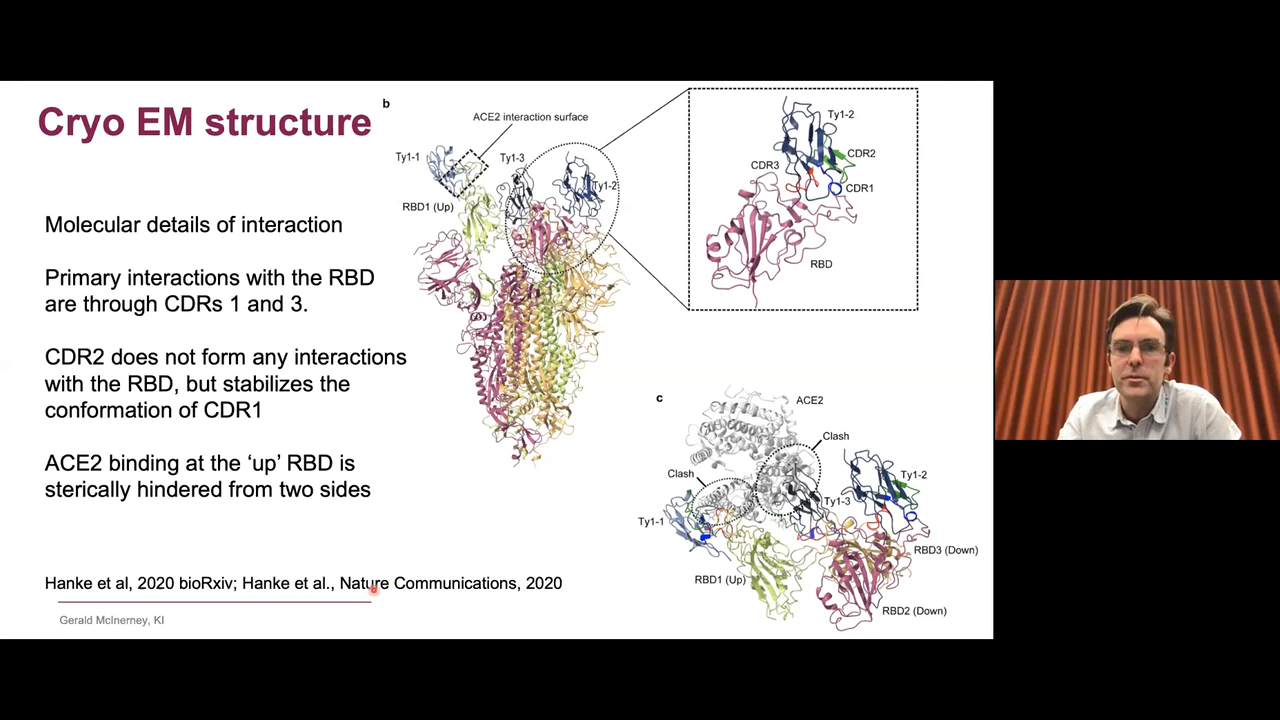 Cryo EM structure
Molecular details of interaction
Primary interactions with the RBD
are through CDRs 1 and 3.
CDR2 does not form any interactions
with the RBD, but stabilizes the
conformation of CDR1
ACE2 binding at the ‘up’ RBD is
sterically hindered from two sides
Hanke et al, 2020 bioRxiv; Hanke et al., Nature Communications, 2020
Gerald McInerney, KI
b
ACE2 interaction surface
Ty1-1
Ty1-3
Ty1-2
RBD1 (Up)
Ty1-2
CDR2
CDR3
CDR1
RBD
c
ACE2
Clash
Clash
Ty1-2
Ty1-3
Ty1-1
RBD3 (Down)
RBD1 (Up)
RBD2 (Down)